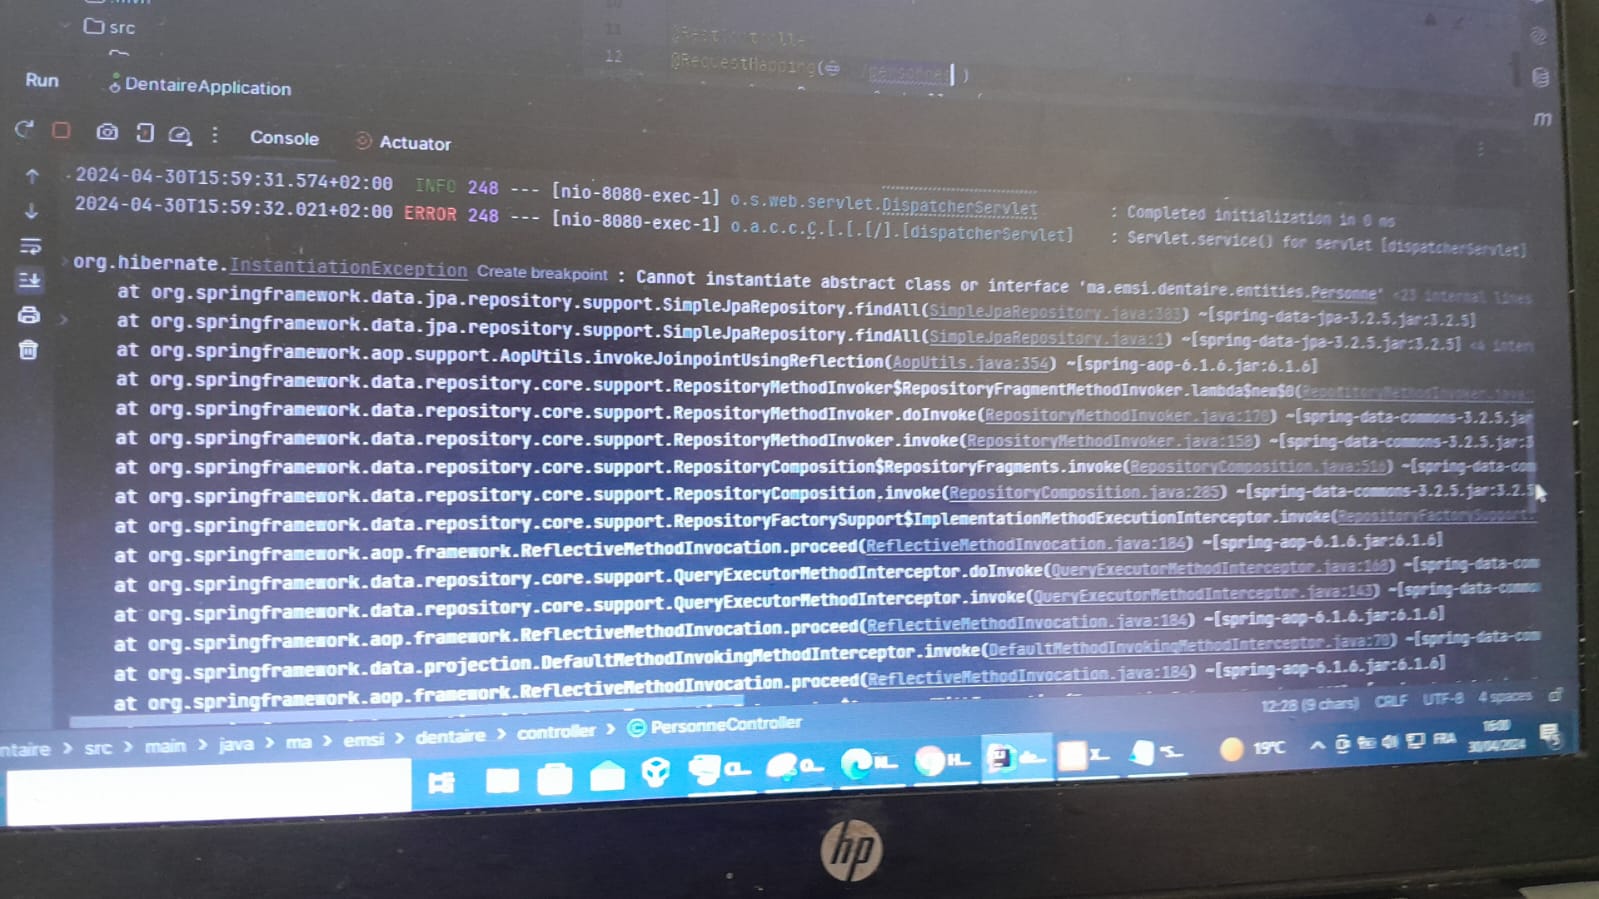 src
11
12 @RequestMapping( )
Run DentaireApplication
Console Actuator
2024-04-30T15:59:31.574+02:00 INFO 248 --- [nio-8080-exec-1] o.s.web.servlet.DispatcherServlet : Completed initialization in 0 ms
2024-04-30T15:59:32.021+02:00 ERROR 248 --- [nio-8080-exec-1] o.a.c.c.C.[.[.[/].[dispatcherServlet] : Servlet.service() for servlet [dispatcherServlet]
org.hibernate.InstantiationException Create breakpoint : Cannot instantiate abstract class or interface 'ma.emsi.dentaire.entities.Personne' <23 internal lines
at org.springframework.data.jpa.repository.support.SimpleJpaRepository.findAll(SimpleJpaRepository.java:383) ~[spring-data-jpa-3.2.5.jar:3.2.5]
at org.springframework.data.jpa.repository.support.SimpleJpaRepository.findAll(SimpleJpaRepository.java:1) ~[spring-data-jpa-3.2.5.jar:3.2.5]
at org.springframework.aop.support.AopUtils.invokeJoinpointUsingReflection(AopUtils.java:354) ~[spring-aop-6.1.6.jar:6.1.6]
at org.springframework.data.repository.core.support.RepositoryMethodInvoker$RepositoryFragmentMethodInvoker.lambda$new$0(RepositoryMethodInvoker.java
at org.springframework.data.repository.core.support.RepositoryMethodInvoker.doInvoke(RepositoryMethodInvoker.java:170) ~[spring-data-commons-3.2.5.jar
at org.springframework.data.repository.core.support.RepositoryMethodInvoker.invoke(RepositoryMethodInvoker.java:158) ~[spring-data-commons-3.2.5.jar:3
at org.springframework.data.repository.core.support.RepositoryComposition$RepositoryFragments.invoke(RepositoryComposition.java:516) ~[spring-data-com
at org.springframework.data.repository.core.support.RepositoryComposition.invoke(RepositoryComposition.java:285) ~[spring-data-commons-3.2.5.jar:3.2.5
at org.springframework.data.repository.core.support.RepositoryFactorySupport$ImplementationMethodExecutionInterceptor.invoke(RepositoryFactorySupport.
at org.springframework.aop.framework.ReflectiveMethodInvocation.proceed(ReflectiveMethodInvocation.java:184) ~[spring-aop-6.1.6.jar:6.1.6]
at org.springframework.data.repository.core.support.QueryExecutorMethodInterceptor.doInvoke(QueryExecutorMethodInterceptor.java:168) ~[spring-data-com
at org.springframework.data.repository.core.support.QueryExecutorMethodInterceptor.invoke(QueryExecutorMethodInterceptor.java:143) ~[spring-data-commo
at org.springframework.aop.framework.ReflectiveMethodInvocation.proceed(ReflectiveMethodInvocation.java:184) ~[spring-aop-6.1.6.jar:6.1.6]
at org.springframework.data.projection.DefaultMethodInvokingMethodInterceptor.invoke(DefaultMethodInvokingMethodInterceptor.java:70) ~[spring-data-com
at org.springframework.aop.framework.ReflectiveMethodInvocation.proceed(ReflectiveMethodInvocation.java:184) ~[spring-aop-6.1.6.jar:6.1.6]
12:28 (9 chars) CRLF UTF-8 4 spaces
ntaire > src > main > java > ma > emsi > dentaire > controller > PersonneController
19°C FRA 16:00
30/04/2024
hp